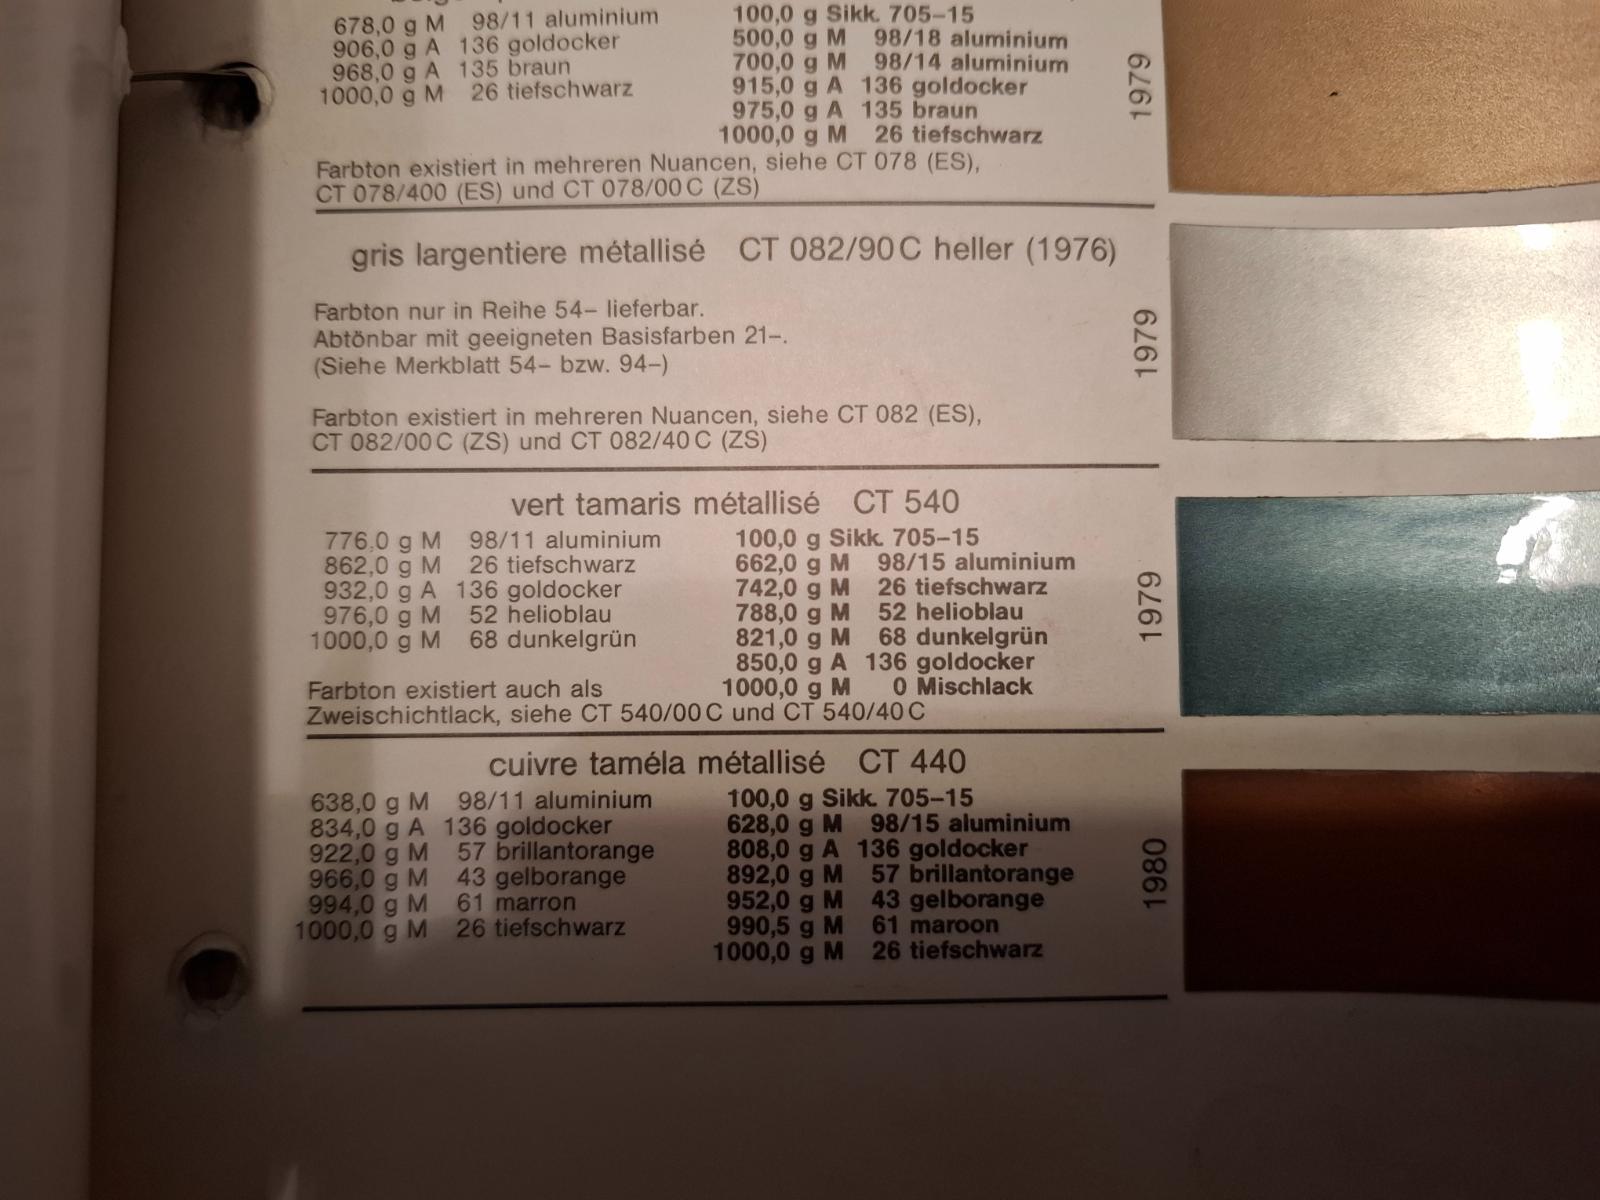 678,0 g M 98/11 aluminium
906,0 g A 136 goldocker
968,0 g A 135 braun
1000,0 g M 26 tiefschwarz
100,0 g Sikk. 705–15
500,0 g M 98/18 aluminium
700,0 g M 98/14 aluminium
915,0 g A 136 goldocker
975,0 g A 135 braun
1000,0 g M 26 tiefschwarz
1979
Farbton existiert in mehreren Nuancen, siehe CT 078 (ES),
CT 078/400 (ES) und CT 078/00 C (ZS)
gris largentiere métallisé CT 082/90 C heller (1976)
Farbton nur in Reihe 54– lieferbar.
Abtönbar mit geeigneten Basisfarben 21–.
(Siehe Merkblatt 54– bzw. 94–)
1979
Farbton existiert in mehreren Nuancen, siehe CT 082 (ES),
CT 082/00 C (ZS) und CT 082/40 C (ZS)
vert tamaris métallisé CT 540
776,0 g M 98/11 aluminium
862,0 g M 26 tiefschwarz
932,0 g A 136 goldocker
976,0 g M 52 helioblau
1000,0 g M 68 dunkelgrün
100,0 g Sikk. 705–15
662,0 g M 98/15 aluminium
742,0 g M 26 tiefschwarz
788,0 g M 52 helioblau
821,0 g M 68 dunkelgrün
850,0 g A 136 goldocker
1000,0 g M 0 Mischlack
1979
Farbton existiert auch als
Zweischichtlack, siehe CT 540/00 C und CT 540/40 C
cuivre taméla métallisé CT 440
638,0 g M 98/11 aluminium
834,0 g A 136 goldocker
922,0 g M 57 brillantorange
966,0 g M 43 gelborange
994,0 g M 61 marron
1000,0 g M 26 tiefschwarz
100,0 g Sikk. 705–15
628,0 g M 98/15 aluminium
808,0 g A 136 goldocker
892,0 g M 57 brillantorange
952,0 g M 43 gelborange
990,5 g M 61 maroon
1000,0 g M 26 tiefschwarz
1980